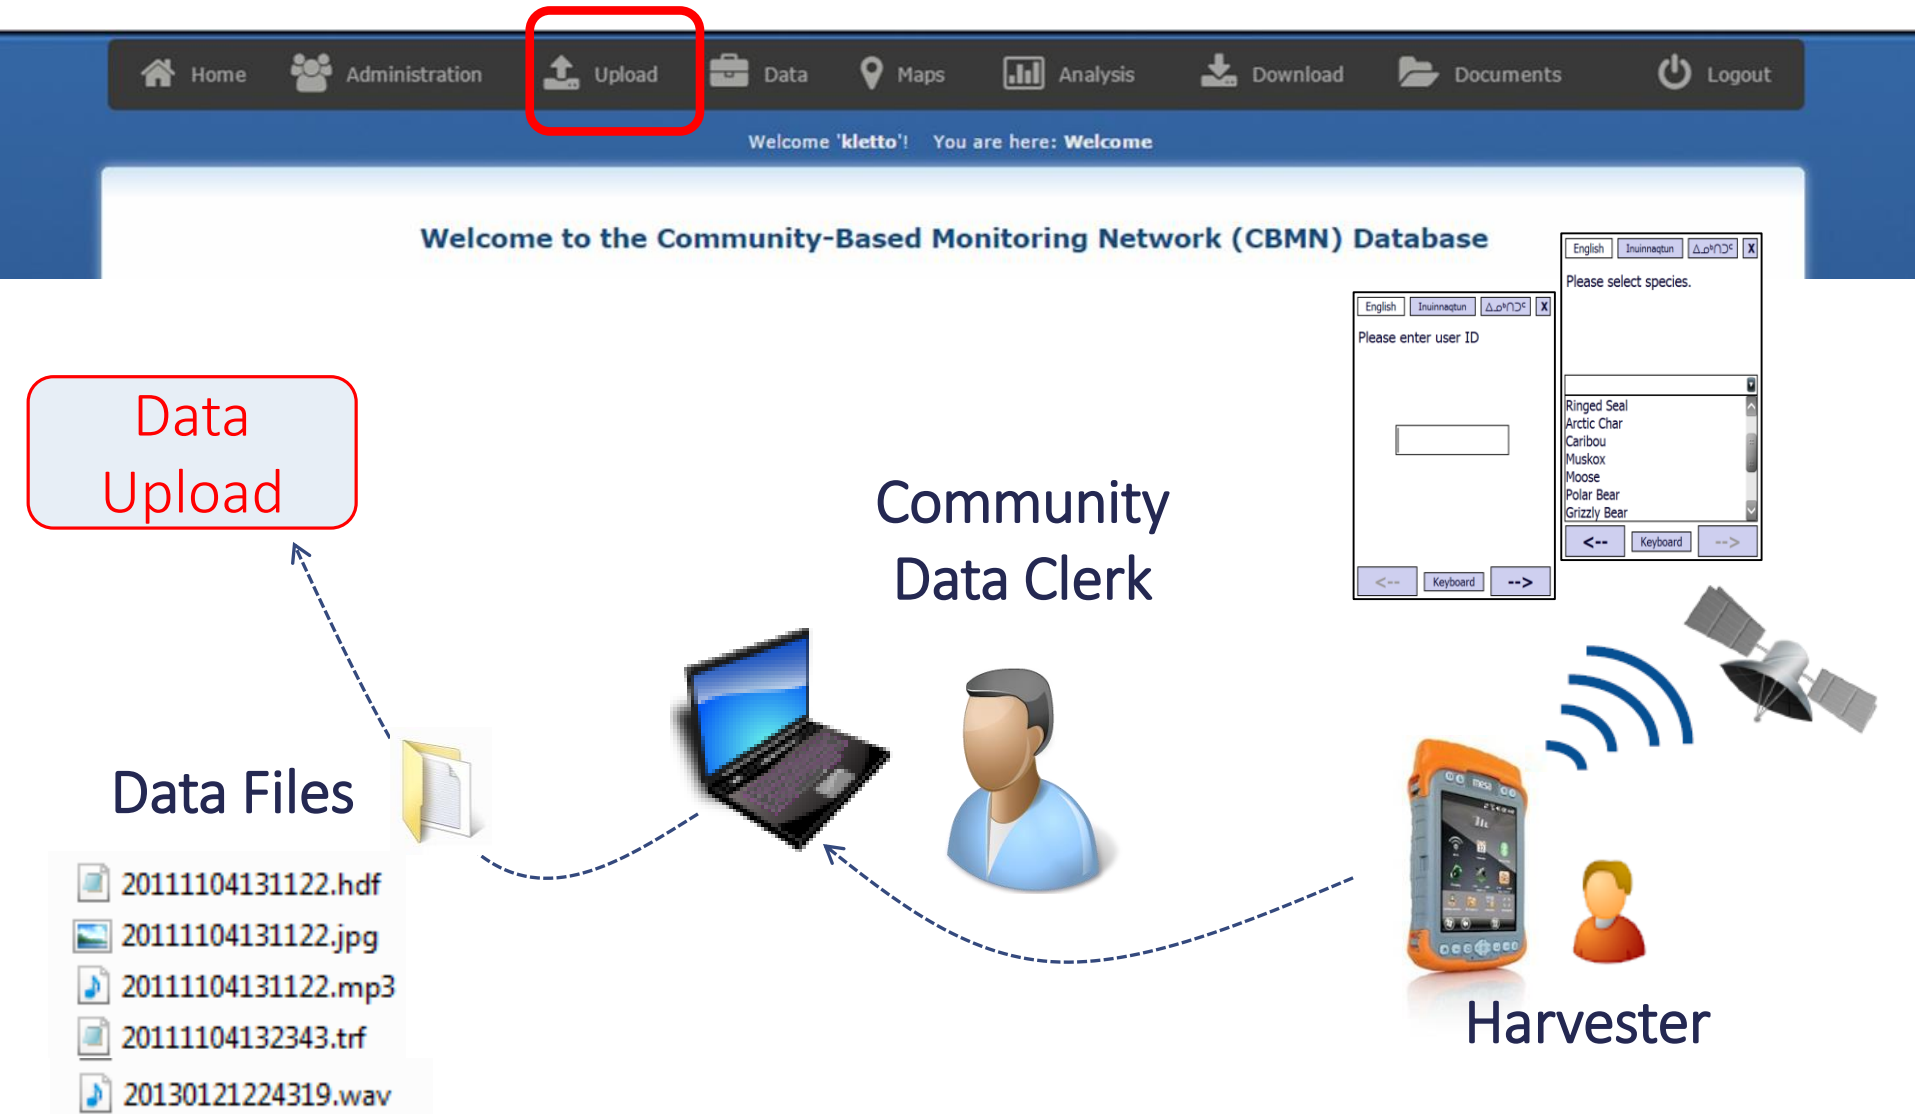 Home Administration Upload Data Maps Analysis Download Documents Logout
Welcome 'kletto'! You are here: Welcome
Welcome to the Community-Based Monitoring Network (CBMN) Database
English Inuinnaqtun ᐃᓄᒃᑎᑐᑦ X
Please select species.
Ringed Seal
Arctic Char
Caribou
Muskox
Moose
Polar Bear
Grizzly Bear
<-- Keyboard -->
English Inuinnaqtun ᐃᓄᒃᑎᑐᑦ X
Please enter user ID
<-- Keyboard -->
Data
Upload
Community
Data Clerk
Data Files
20111104131122.hdf
20111104131122.jpg
20111104131122.mp3
20111104132343.trf
20130121224319.wav
mesa
Harvester